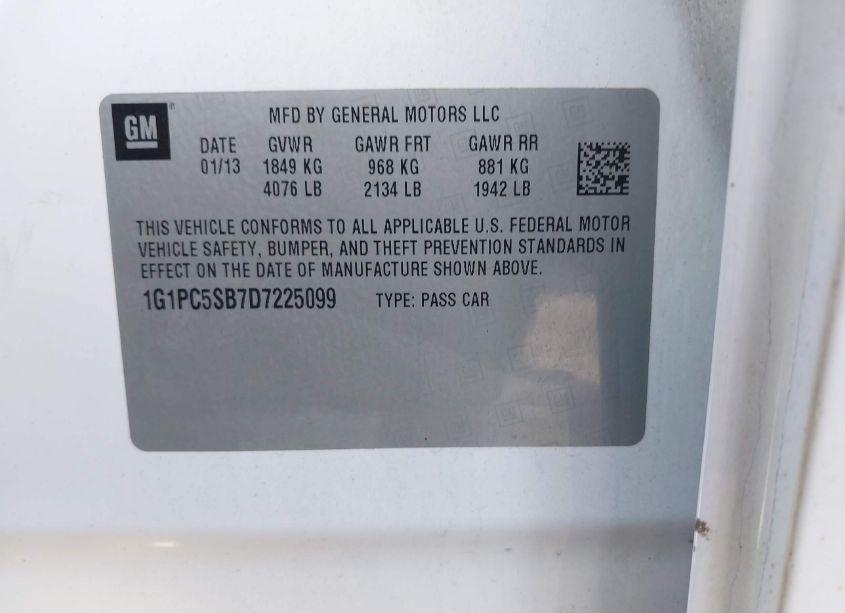 GM
MFD BY GENERAL MOTORS LLC
DATE GVWR GAWR FRT GAWR RR
01/13 1849 KG 968 KG 881 KG
4076 LB 2134 LB 1942 LB
THIS VEHICLE CONFORMS TO ALL APPLICABLE U.S. FEDERAL MOTOR
VEHICLE SAFETY, BUMPER, AND THEFT PREVENTION STANDARDS IN
EFFECT ON THE DATE OF MANUFACTURE SHOWN ABOVE.
1G1PC5SB7D7225099 TYPE: PASS CAR